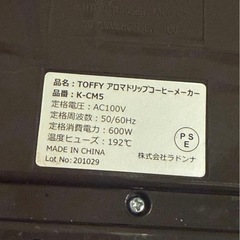 品名：TOFFY アロマドリップコーヒーメーカー
品番：K-CM5
定格電圧：AC100V
定格周波数：50/60Hz
定格消費電力：600W
温度ヒューズ：192℃
MADE IN CHINA
Lot No：201029
P S
E
株式会社ラドンナ